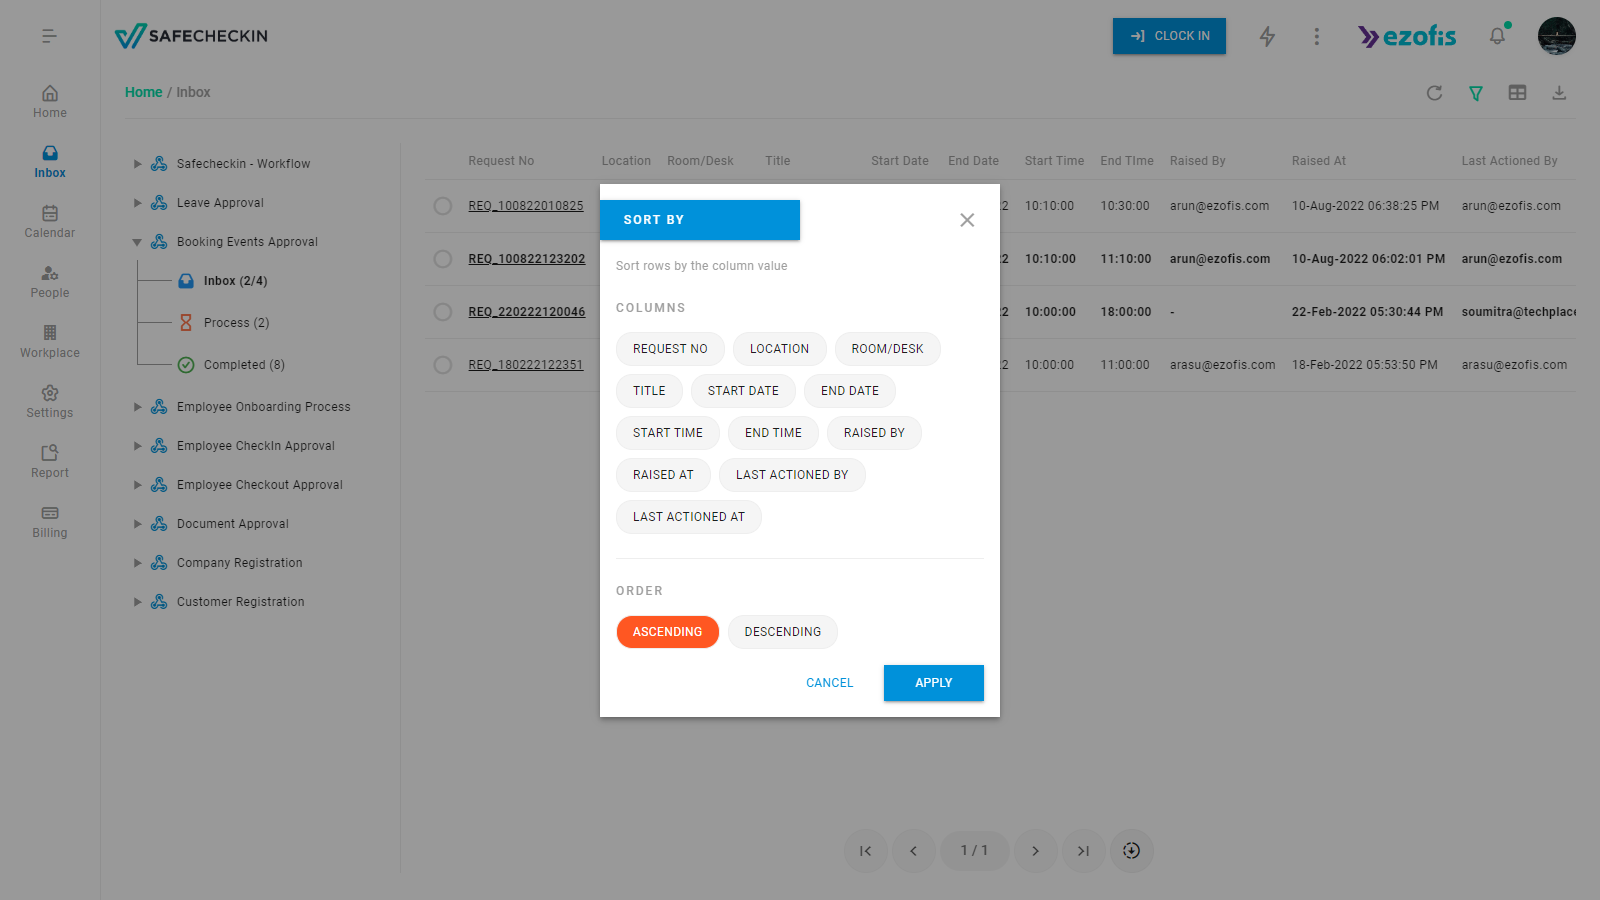 SAFECHECKIN
CLOCK IN
ezofis
Home / Inbox
Home
Inbox
Calendar
People
Workplace
Settings
Report
Billing
Safecheckin - Workflow
Leave Approval
Booking Events Approval
Inbox (2/4)
Process (2)
Completed (8)
Employee Onboarding Process
Employee CheckIn Approval
Employee Checkout Approval
Document Approval
Company Registration
Customer Registration
Request No Location Room/Desk Title Start Date End Date Start Time End TIme Raised By Raised At Last Actioned By
REQ_100822010825 2 10:10:00 10:30:00 arun@ezofis.com 10-Aug-2022 06:38:25 PM arun@ezofis.com
REQ_100822123202 2 10:10:00 11:10:00 arun@ezofis.com 10-Aug-2022 06:02:01 PM arun@ezofis.com
REQ_220222120046 2 10:00:00 18:00:00 - 22-Feb-2022 05:30:44 PM soumitra@techplace
REQ_180222122351 2 10:00:00 11:00:00 arasu@ezofis.com 18-Feb-2022 05:53:50 PM arasu@ezofis.com
SORT BY
Sort rows by the column value
COLUMNS
REQUEST NO LOCATION ROOM/DESK
TITLE START DATE END DATE
START TIME END TIME RAISED BY
RAISED AT LAST ACTIONED BY
LAST ACTIONED AT
ORDER
ASCENDING DESCENDING
CANCEL APPLY
1 / 1